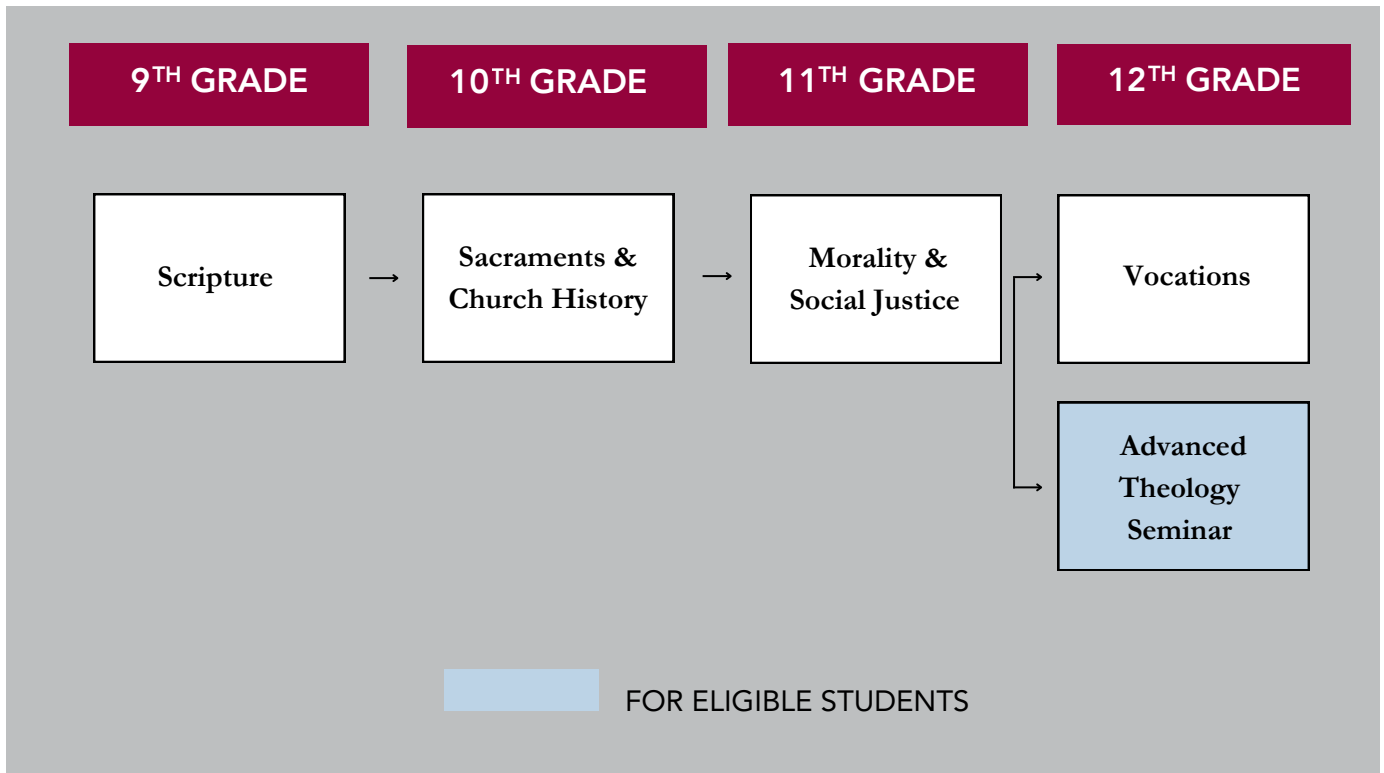 9TH GRADE
10TH GRADE
11TH GRADE
12TH GRADE
Scripture
Sacraments &
Church History
Morality &
Social Justice
Vocations
Advanced
Theology
Seminar
FOR ELIGIBLE STUDENTS